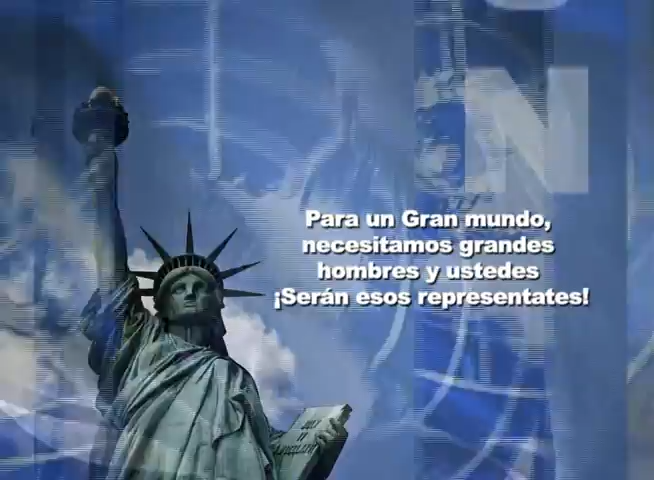 N
Para un Gran mundo,
necesitamos grandes
hombres y ustedes
¡Serán esos representates!